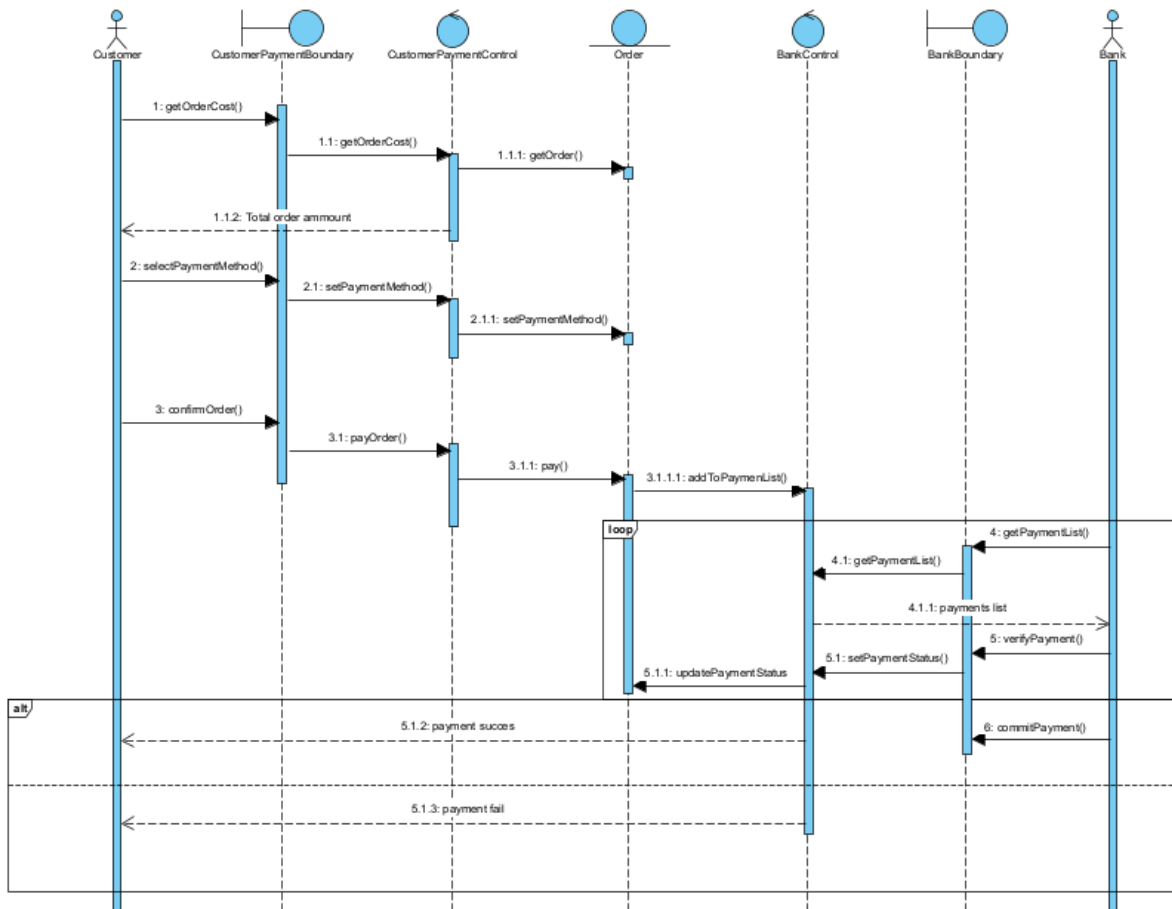 Customer
CustomerPaymentBoundary
CustomerPaymentControl
Order
BankControl
BankBoundary
Bank
1: getOrderCost()
1.1: getOrderCost()
1.1.1: getOrder()
1.1.2: Total order ammount
2: selectPaymentMethod()
2.1: setPaymentMethod()
2.1.1: setPaymentMethod()
3: confirmOrder()
3.1: payOrder()
3.1.1: pay()
3.1.1.1: addToPaymenList()
loop
4: getPaymentList()
4.1: getPaymentList()
4.1.1: payments list
5: verifyPayment()
5.1: setPaymentStatus()
5.1.1: updatePaymentStatus
alt
5.1.2: payment succes
6: commitPayment()
5.1.3: payment fail